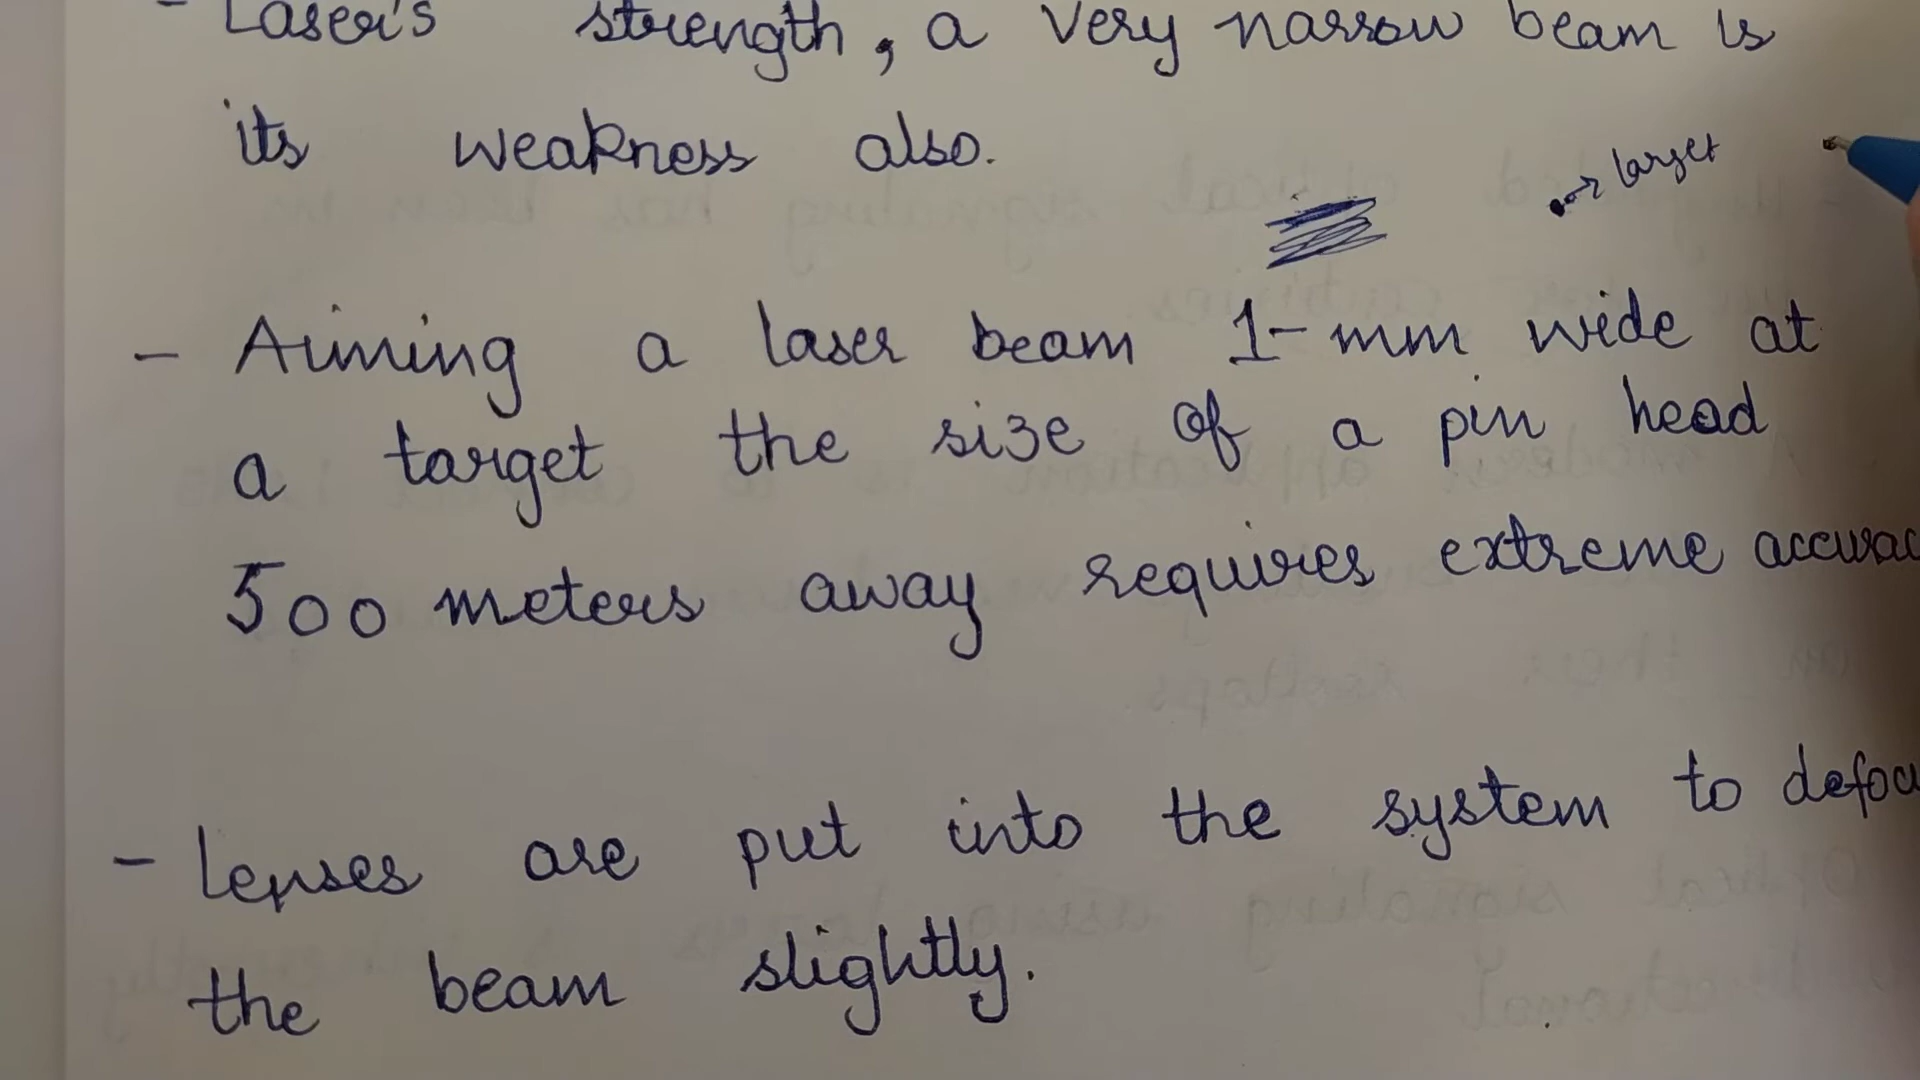 - Laser's strength, a very narrow beam is
its weakness also.
→ target
- Aiming a laser beam 1-mm wide at
a target the size of a pin head
500 meters away requires extreme accurac
- Lenses are put into the system to defocu
the beam slightly.